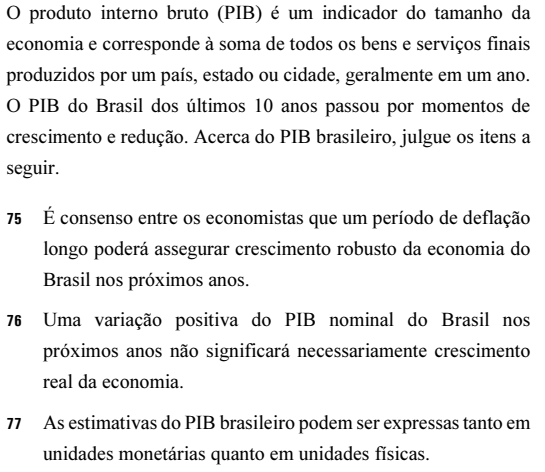 O produto interno bruto (PIB) é um indicador do tamanho da
economia e corresponde à soma de todos os bens e serviços finais
produzidos por um país, estado ou cidade, geralmente em um ano.
O PIB do Brasil dos últimos 10 anos passou por momentos de
crescimento e redução. Acerca do PIB brasileiro, julgue os itens a
seguir.
75 É consenso entre os economistas que um período de deflação
longo poderá assegurar crescimento robusto da economia do
Brasil nos próximos anos.
76 Uma variação positiva do PIB nominal do Brasil nos
próximos anos não significará necessariamente crescimento
real da economia.
77 As estimativas do PIB brasileiro podem ser expressas tanto em
unidades monetárias quanto em unidades físicas.